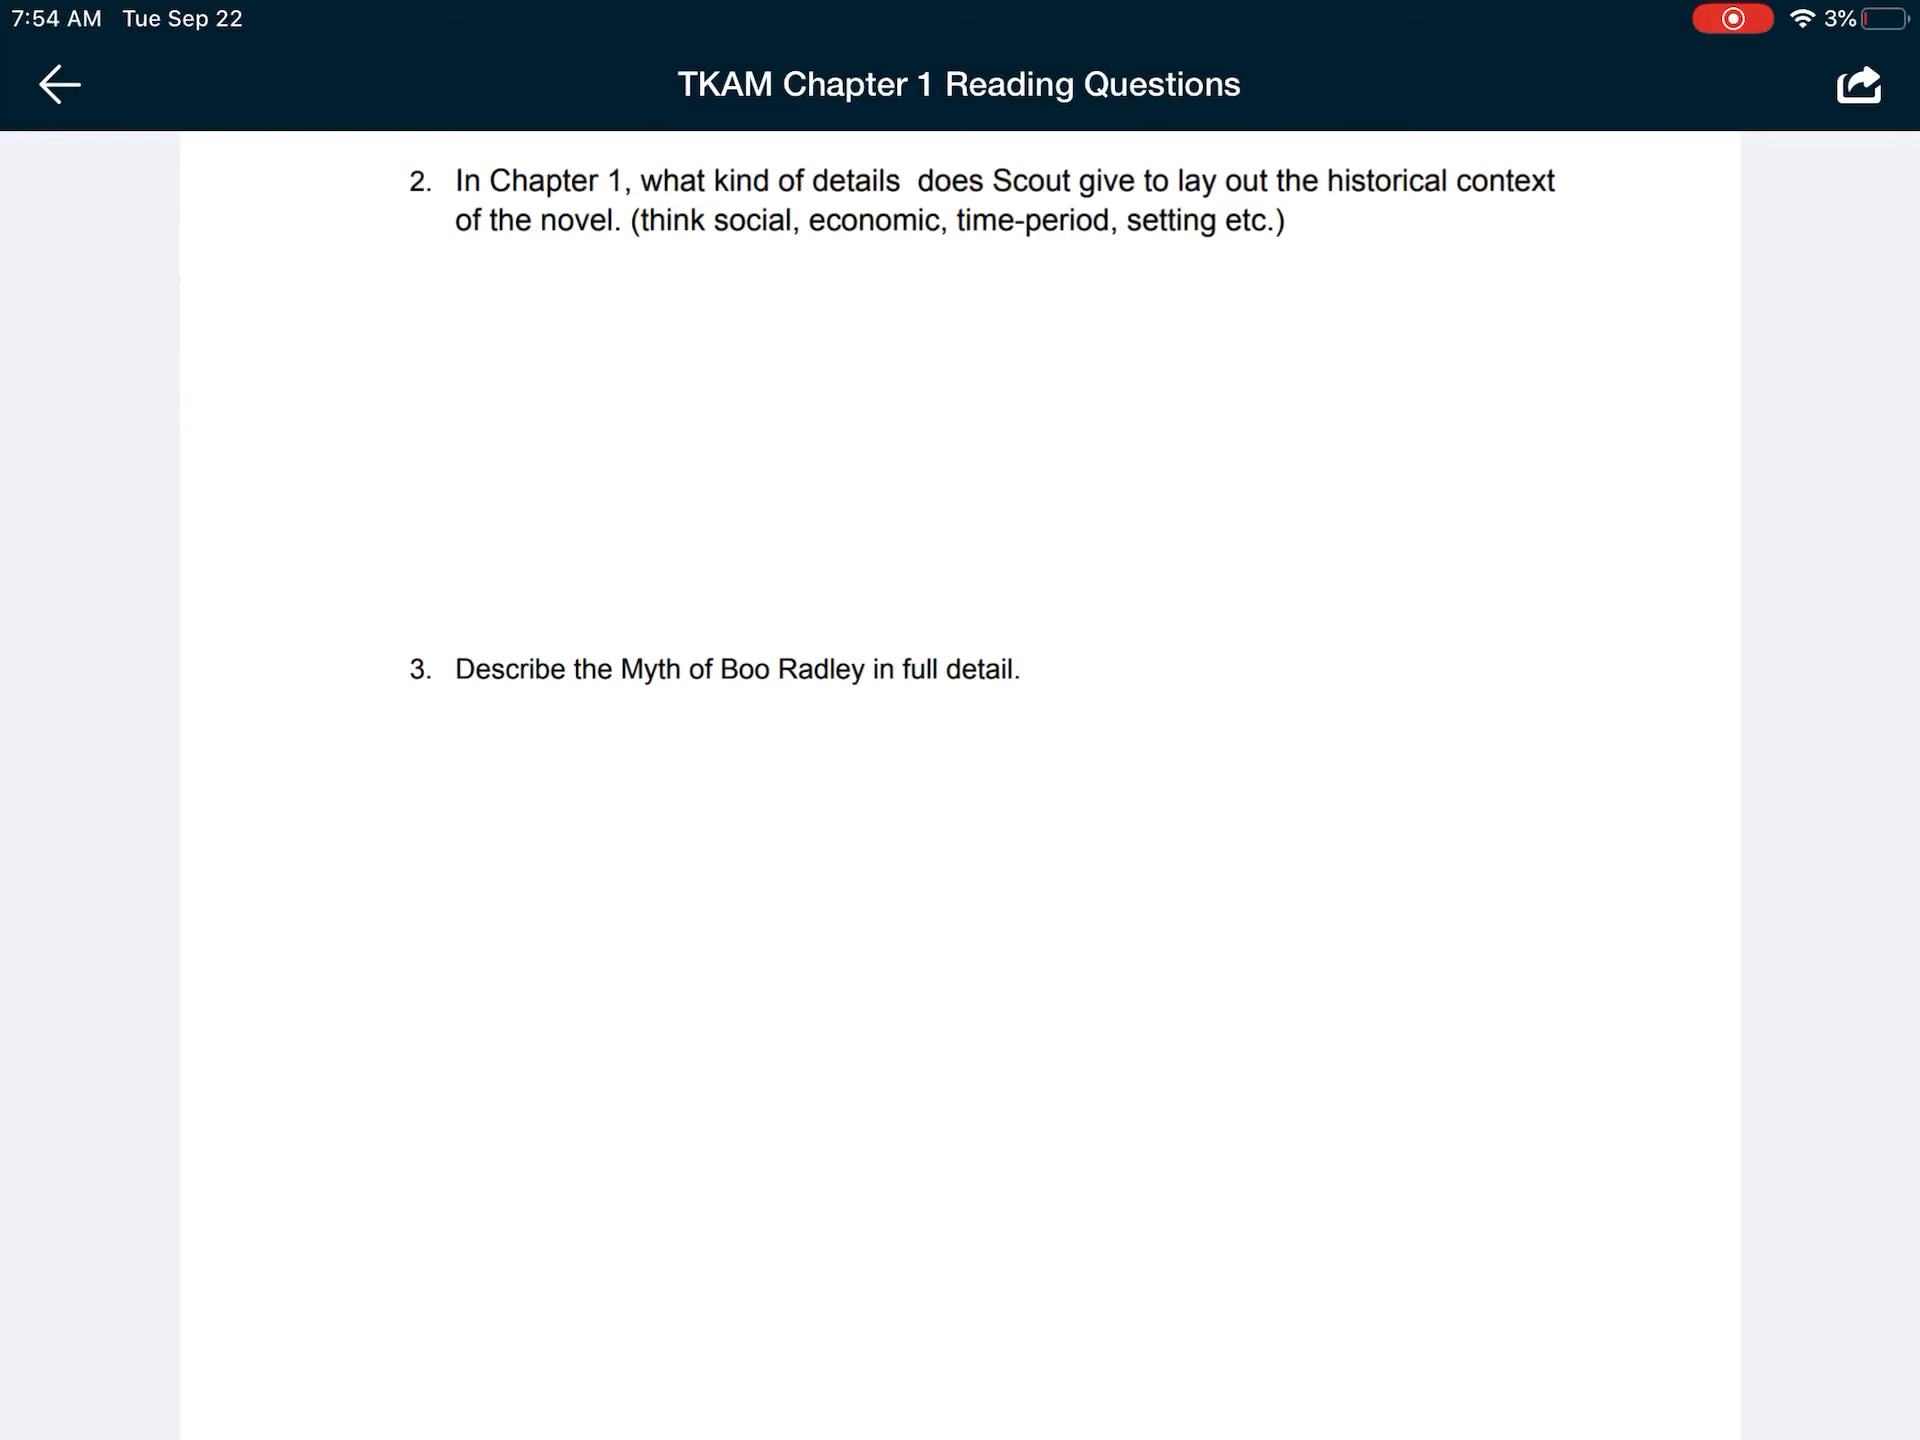 7:54 AM Tue Sep 22
3%
TKAM Chapter 1 Reading Questions
2. In Chapter 1, what kind of details  does Scout give to lay out the historical context
of the novel. (think social, economic, time-period, setting etc.)
3. Describe the Myth of Boo Radley in full detail.